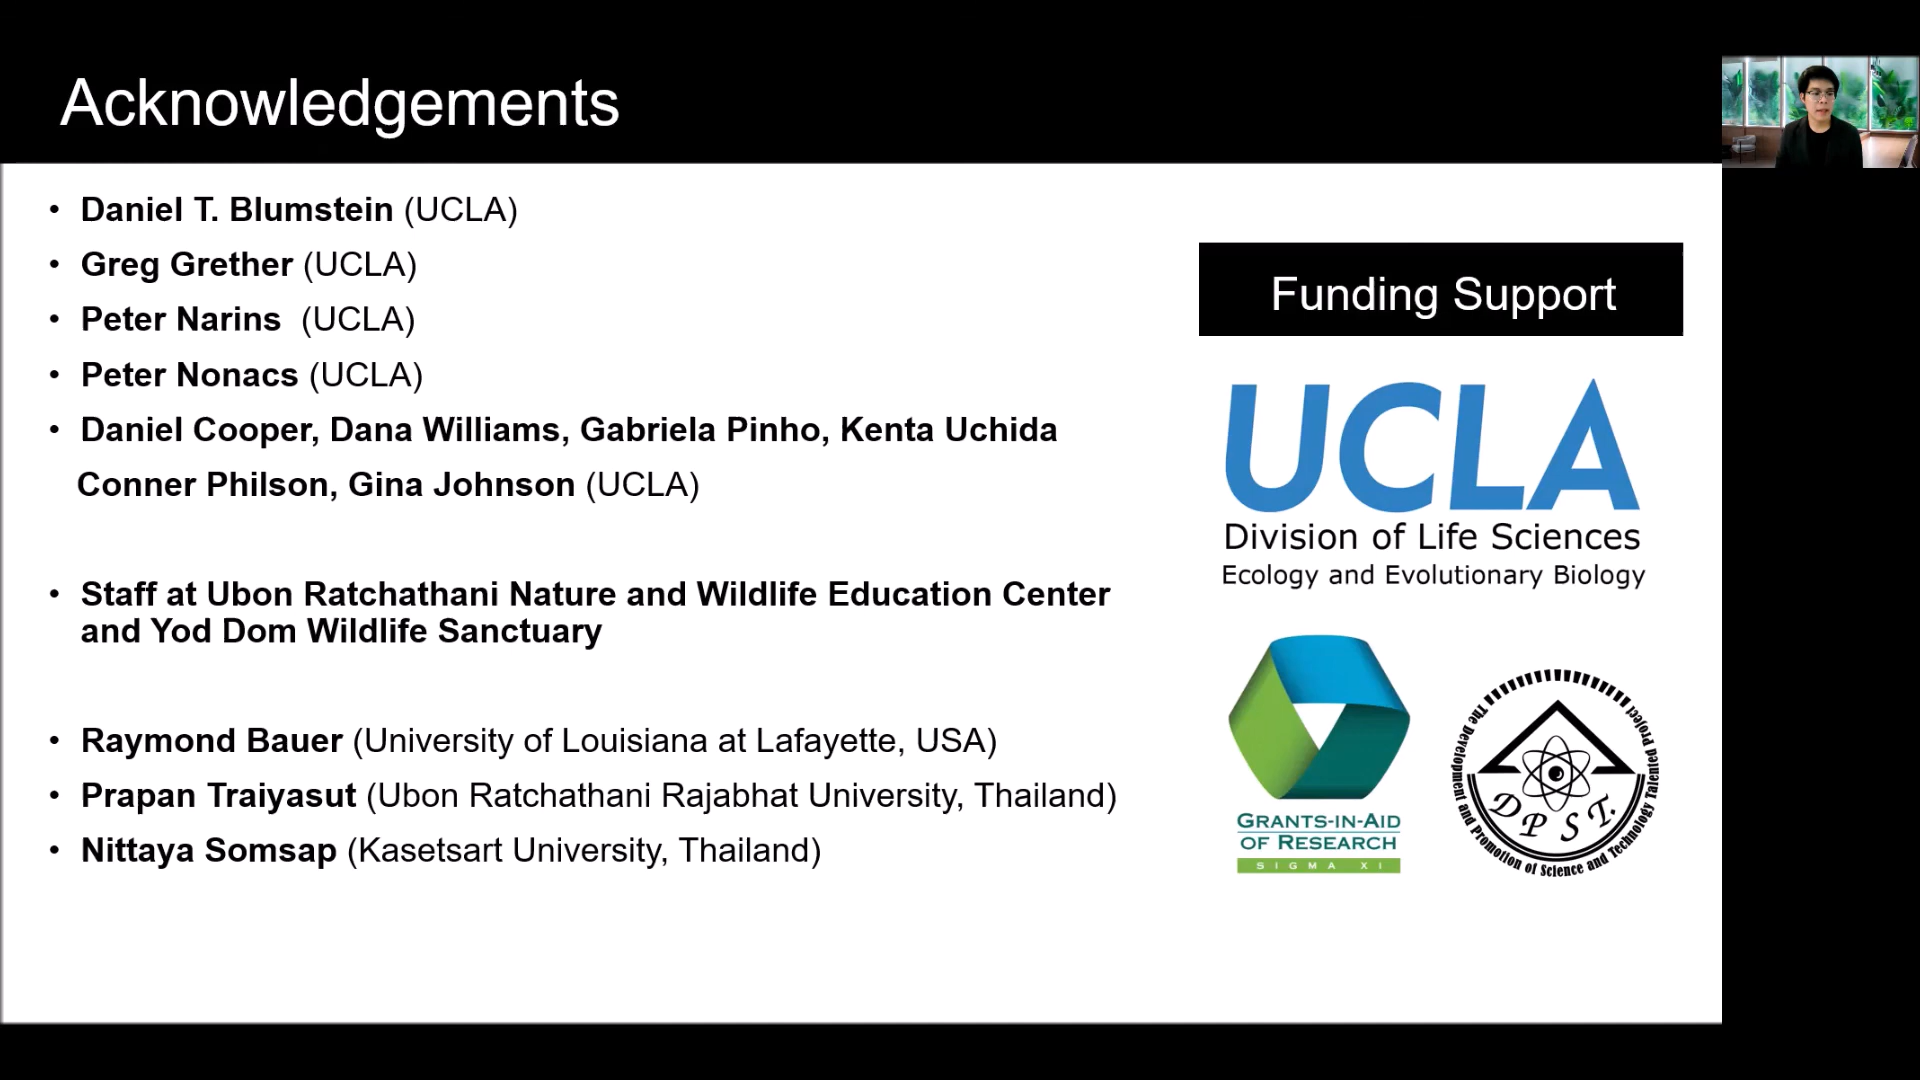 Acknowledgements
• Daniel T. Blumstein (UCLA)
• Greg Grether (UCLA)
• Peter Narins (UCLA)
• Peter Nonacs (UCLA)
• Daniel Cooper, Dana Williams, Gabriela Pinho, Kenta Uchida
Conner Philson, Gina Johnson (UCLA)
• Staff at Ubon Ratchathani Nature and Wildlife Education Center
and Yod Dom Wildlife Sanctuary
• Raymond Bauer (University of Louisiana at Lafayette, USA)
• Prapan Traiyasut (Ubon Ratchathani Rajabhat University, Thailand)
• Nittaya Somsap (Kasetsart University, Thailand)
Funding Support
UCLA
Division of Life Sciences
Ecology and Evolutionary Biology
GRANTS-IN-AID
OF RESEARCH
SIGMA XI
The Development and Promotion of Science and Technology Talented Project
DPST.